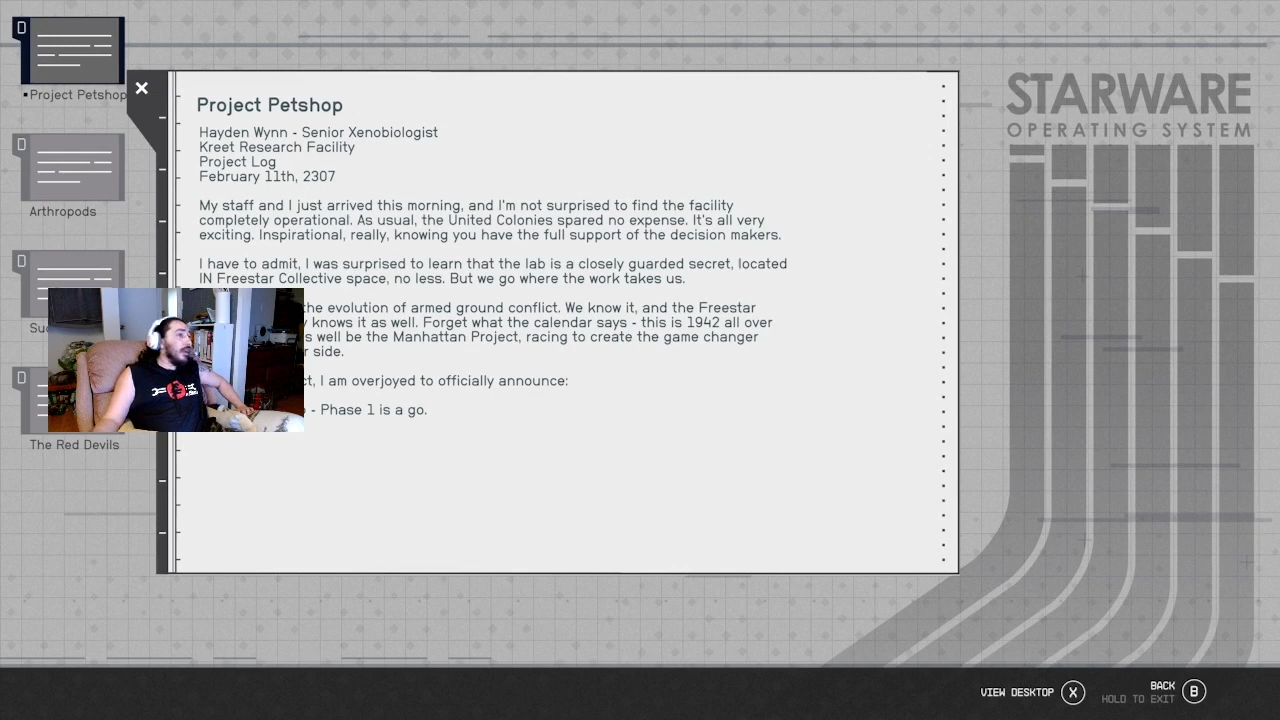 Project Petshop
Arthropods
The Red Devils
Project Petshop
Hayden Wynn - Senior Xenobiologist
Kreet Research Facility
Project Log
February 11th, 2307
My staff and I just arrived this morning, and I'm not surprised to find the facility
completely operational. As usual, the United Colonies spared no expense. It's all very
exciting. Inspirational, really, knowing you have the full support of the decision makers.
I have to admit, I was surprised to learn that the lab is a closely guarded secret, located
IN Freestar Collective space, no less. But we go where the work takes us.
the evolution of armed ground conflict. We know it, and the Freestar
knows it as well. Forget what the calendar says - this is 1942 all over
well be the Manhattan Project, racing to create the game changer
side.
I am overjoyed to officially announce:
- Phase 1 is a go.
STARWARE
OPERATING SYSTEM
VIEW DESKTOP X
BACK B
HOLD TO EXIT